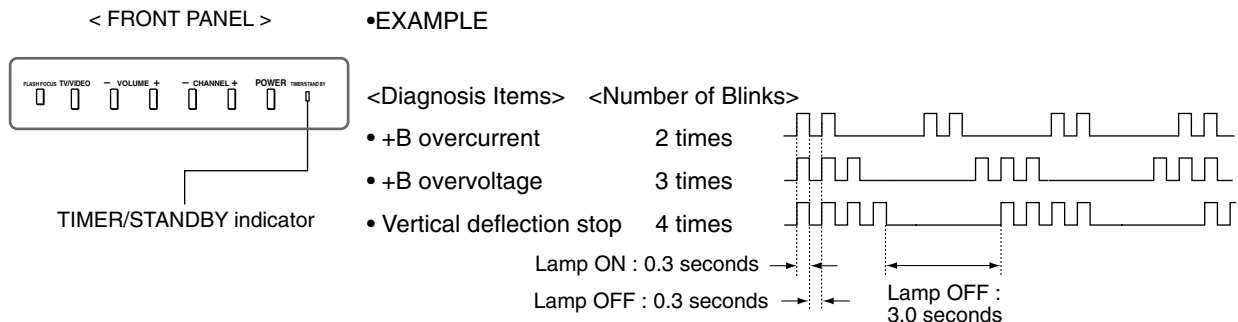 < FRONT PANEL >
•EXAMPLE
FLASH FOCUS TV/VIDEO − VOLUME + − CHANNEL + POWER TIMER/STAND BY
<Diagnosis Items> <Number of Blinks>
• +B overcurrent 2 times
• +B overvoltage 3 times
TIMER/STANDBY indicator
• Vertical deflection stop 4 times
Lamp ON : 0.3 seconds
Lamp OFF : 0.3 seconds
Lamp OFF :
3.0 seconds